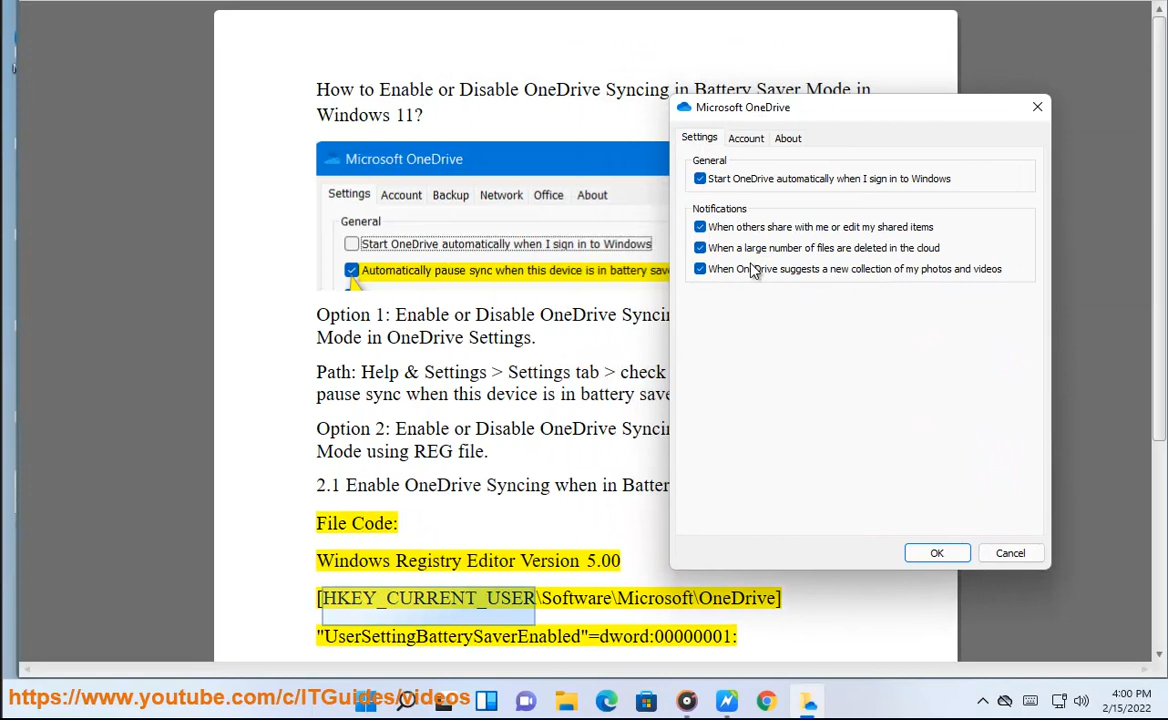 How to Enable or Disable OneDrive Syncing in Battery Saver Mode in
Windows 11?
Microsoft OneDrive
Settings Account Backup Network Office About
General
Start OneDrive automatically when I sign in to Windows
Automatically pause sync when this device is in battery save
Option 1: Enable or Disable OneDrive Syncin
Mode in OneDrive Settings.
Path: Help & Settings > Settings tab > check
pause sync when this device is in battery save
Option 2: Enable or Disable OneDrive Syncin
Mode using REG file.
2.1 Enable OneDrive Syncing when in Batter
File Code:
Windows Registry Editor Version 5.00
[HKEY_CURRENT_USER\Software\Microsoft\OneDrive]
"UserSettingBatterySaverEnabled"=dword:00000001:
Microsoft OneDrive
Settings Account About
General
Start OneDrive automatically when I sign in to Windows
Notifications
When others share with me or edit my shared items
When a large number of files are deleted in the cloud
When OneDrive suggests a new collection of my photos and videos
OK Cancel
https://www.youtube.com/c/ITGuides/videos
4:00 PM
2/15/2022